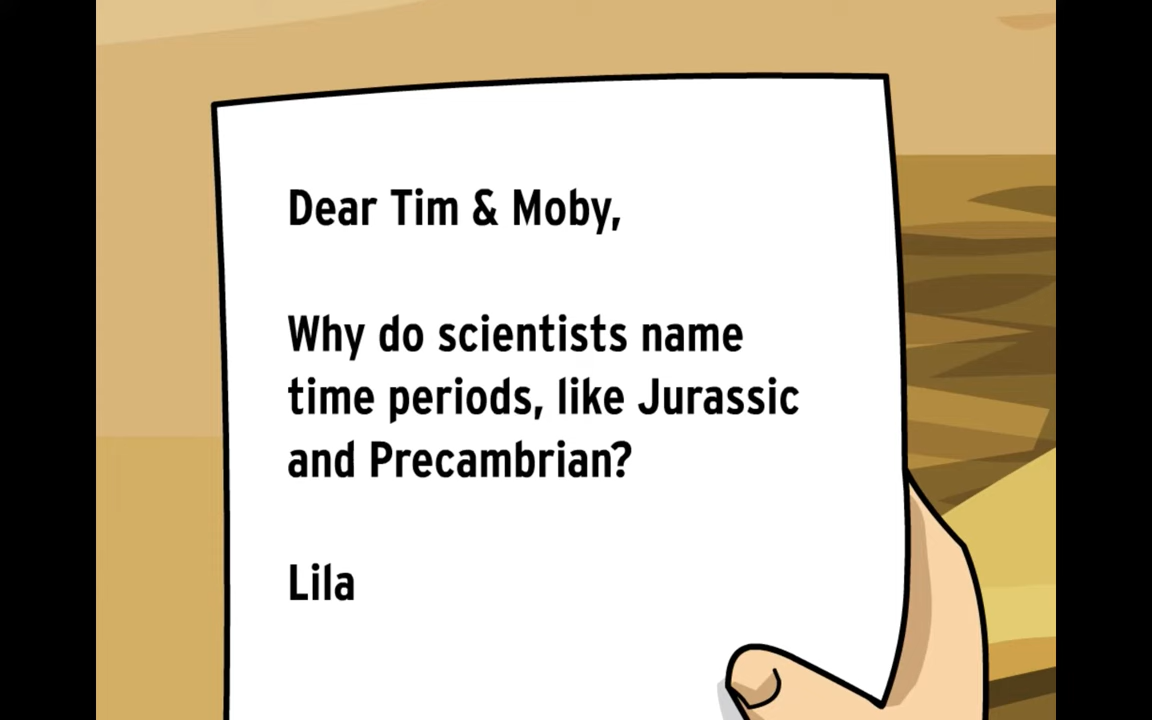 Dear Tim & Moby,
Why do scientists name
time periods, like Jurassic
and Precambrian?
Lila